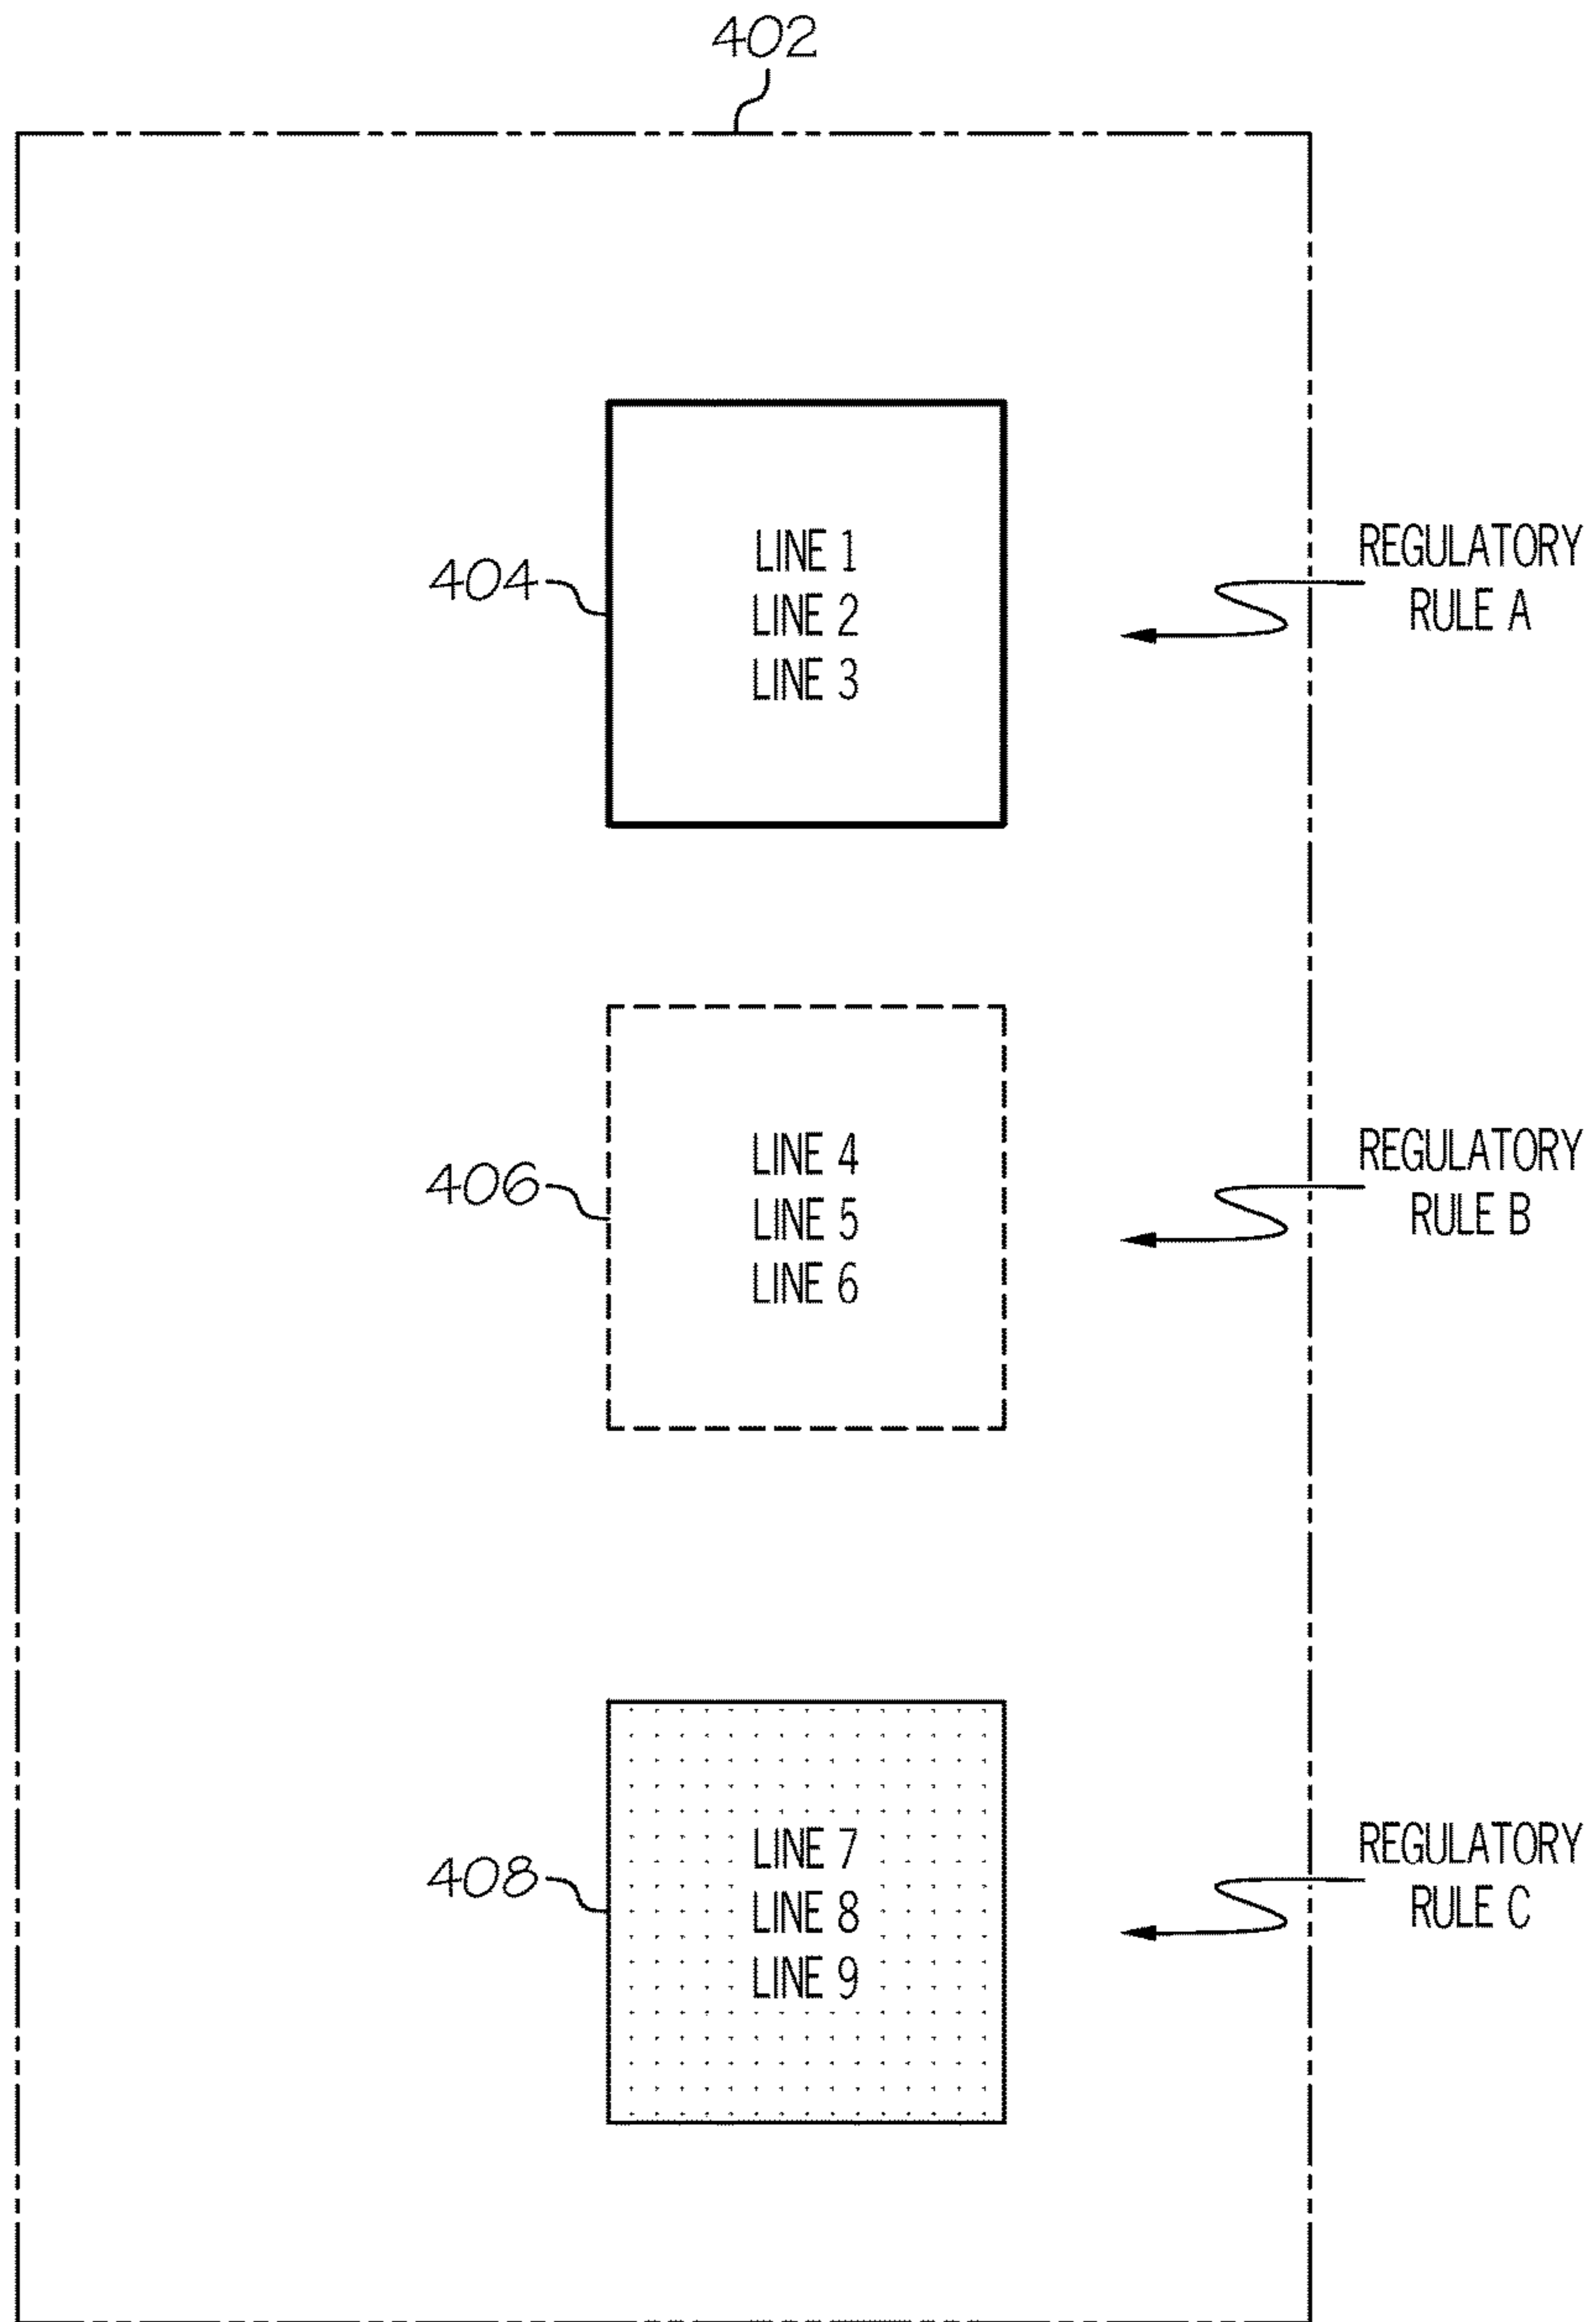 402
404
LINE 1
LINE 2
LINE 3
REGULATORY
RULE A
406
LINE 4
LINE 5
LINE 6
REGULATORY
RULE B
408
LINE 7
LINE 8
LINE 9
REGULATORY
RULE C